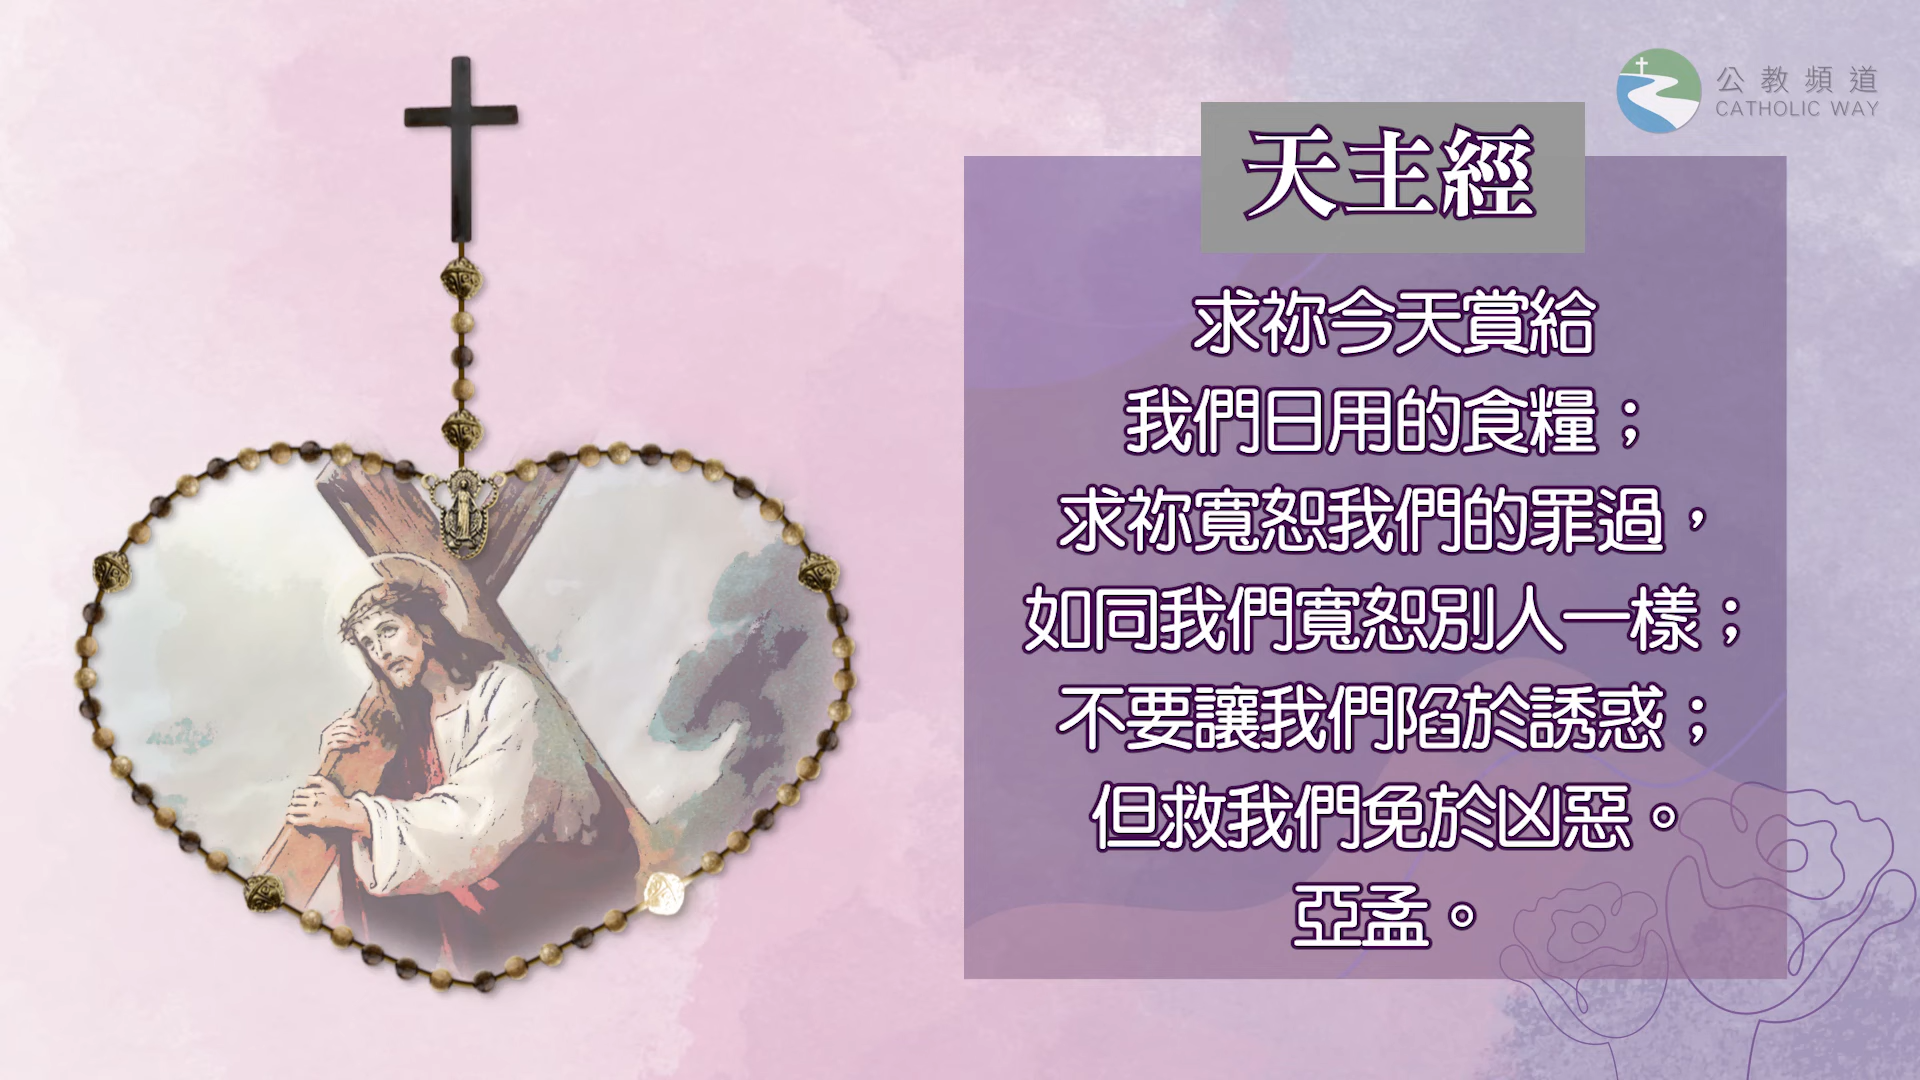 公教頻道
CATHOLIC WAY
天主經
求祢今天賞給
我們日用的食糧；
求祢寬恕我們的罪過，
如同我們寬恕別人一樣；
不要讓我們陷於誘惑；
但救我們免於凶惡。
亞孟。